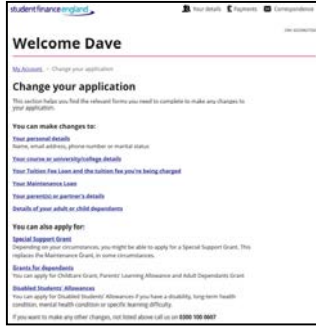 studentfinanceengland
Your details Payments Correspondence
Welcome Dave
My Account > Change your application
Change your application
This section helps you find the relevant forms you need to complete to make any changes to
your application.
You can make changes to:
Your personal details
Name, email address, phone number or marital status
Your course or university/college details
Your Tuition Fee Loan and the tuition fee you're being charged
Your Maintenance Loan
Your parent(s) or partner's details
Details of your adult or child dependants
You can also apply for:
Special Support Grant
Depending on your circumstances, you might be able to apply for a Special Support Grant. This
replaces the Maintenance Grant, in some circumstances.
Grants for dependants
You can apply for Childcare Grant, Parents' Learning Allowance and Adult Dependants Grant
Disabled Students' Allowances
You can apply for Disabled Students' Allowances if you have a disability, long-term health
condition, mental health condition or specific learning difficulty.
If you want to make any other changes, not listed above call us on 0300 100 0607